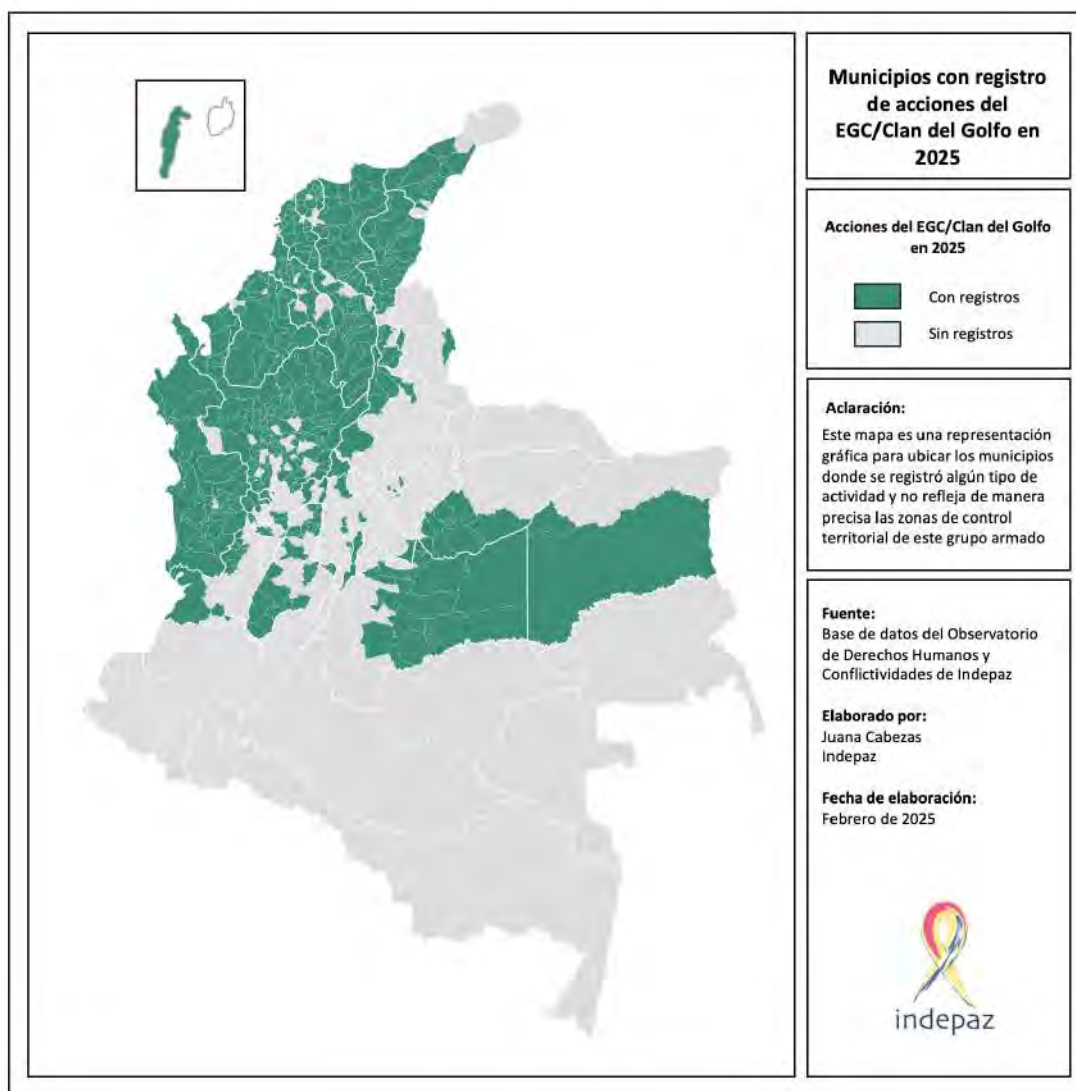 Municipios con registro
de acciones del
EGC/Clan del Golfo en
2025
Acciones del EGC/Clan del Golfo
en 2025
Con registros
Sin registros
Aclaración:
Este mapa es una representación
gráfica para ubicar los municipios
donde se registró algún tipo de
actividad y no refleja de manera
precisa las zonas de control
territorial de este grupo armado
Fuente:
Base de datos del Observatorio
de Derechos Humanos y
Conflictividades de Indepaz
Elaborado por:
Juana Cabezas
Indepaz
Fecha de elaboración:
Febrero de 2025
indepaz